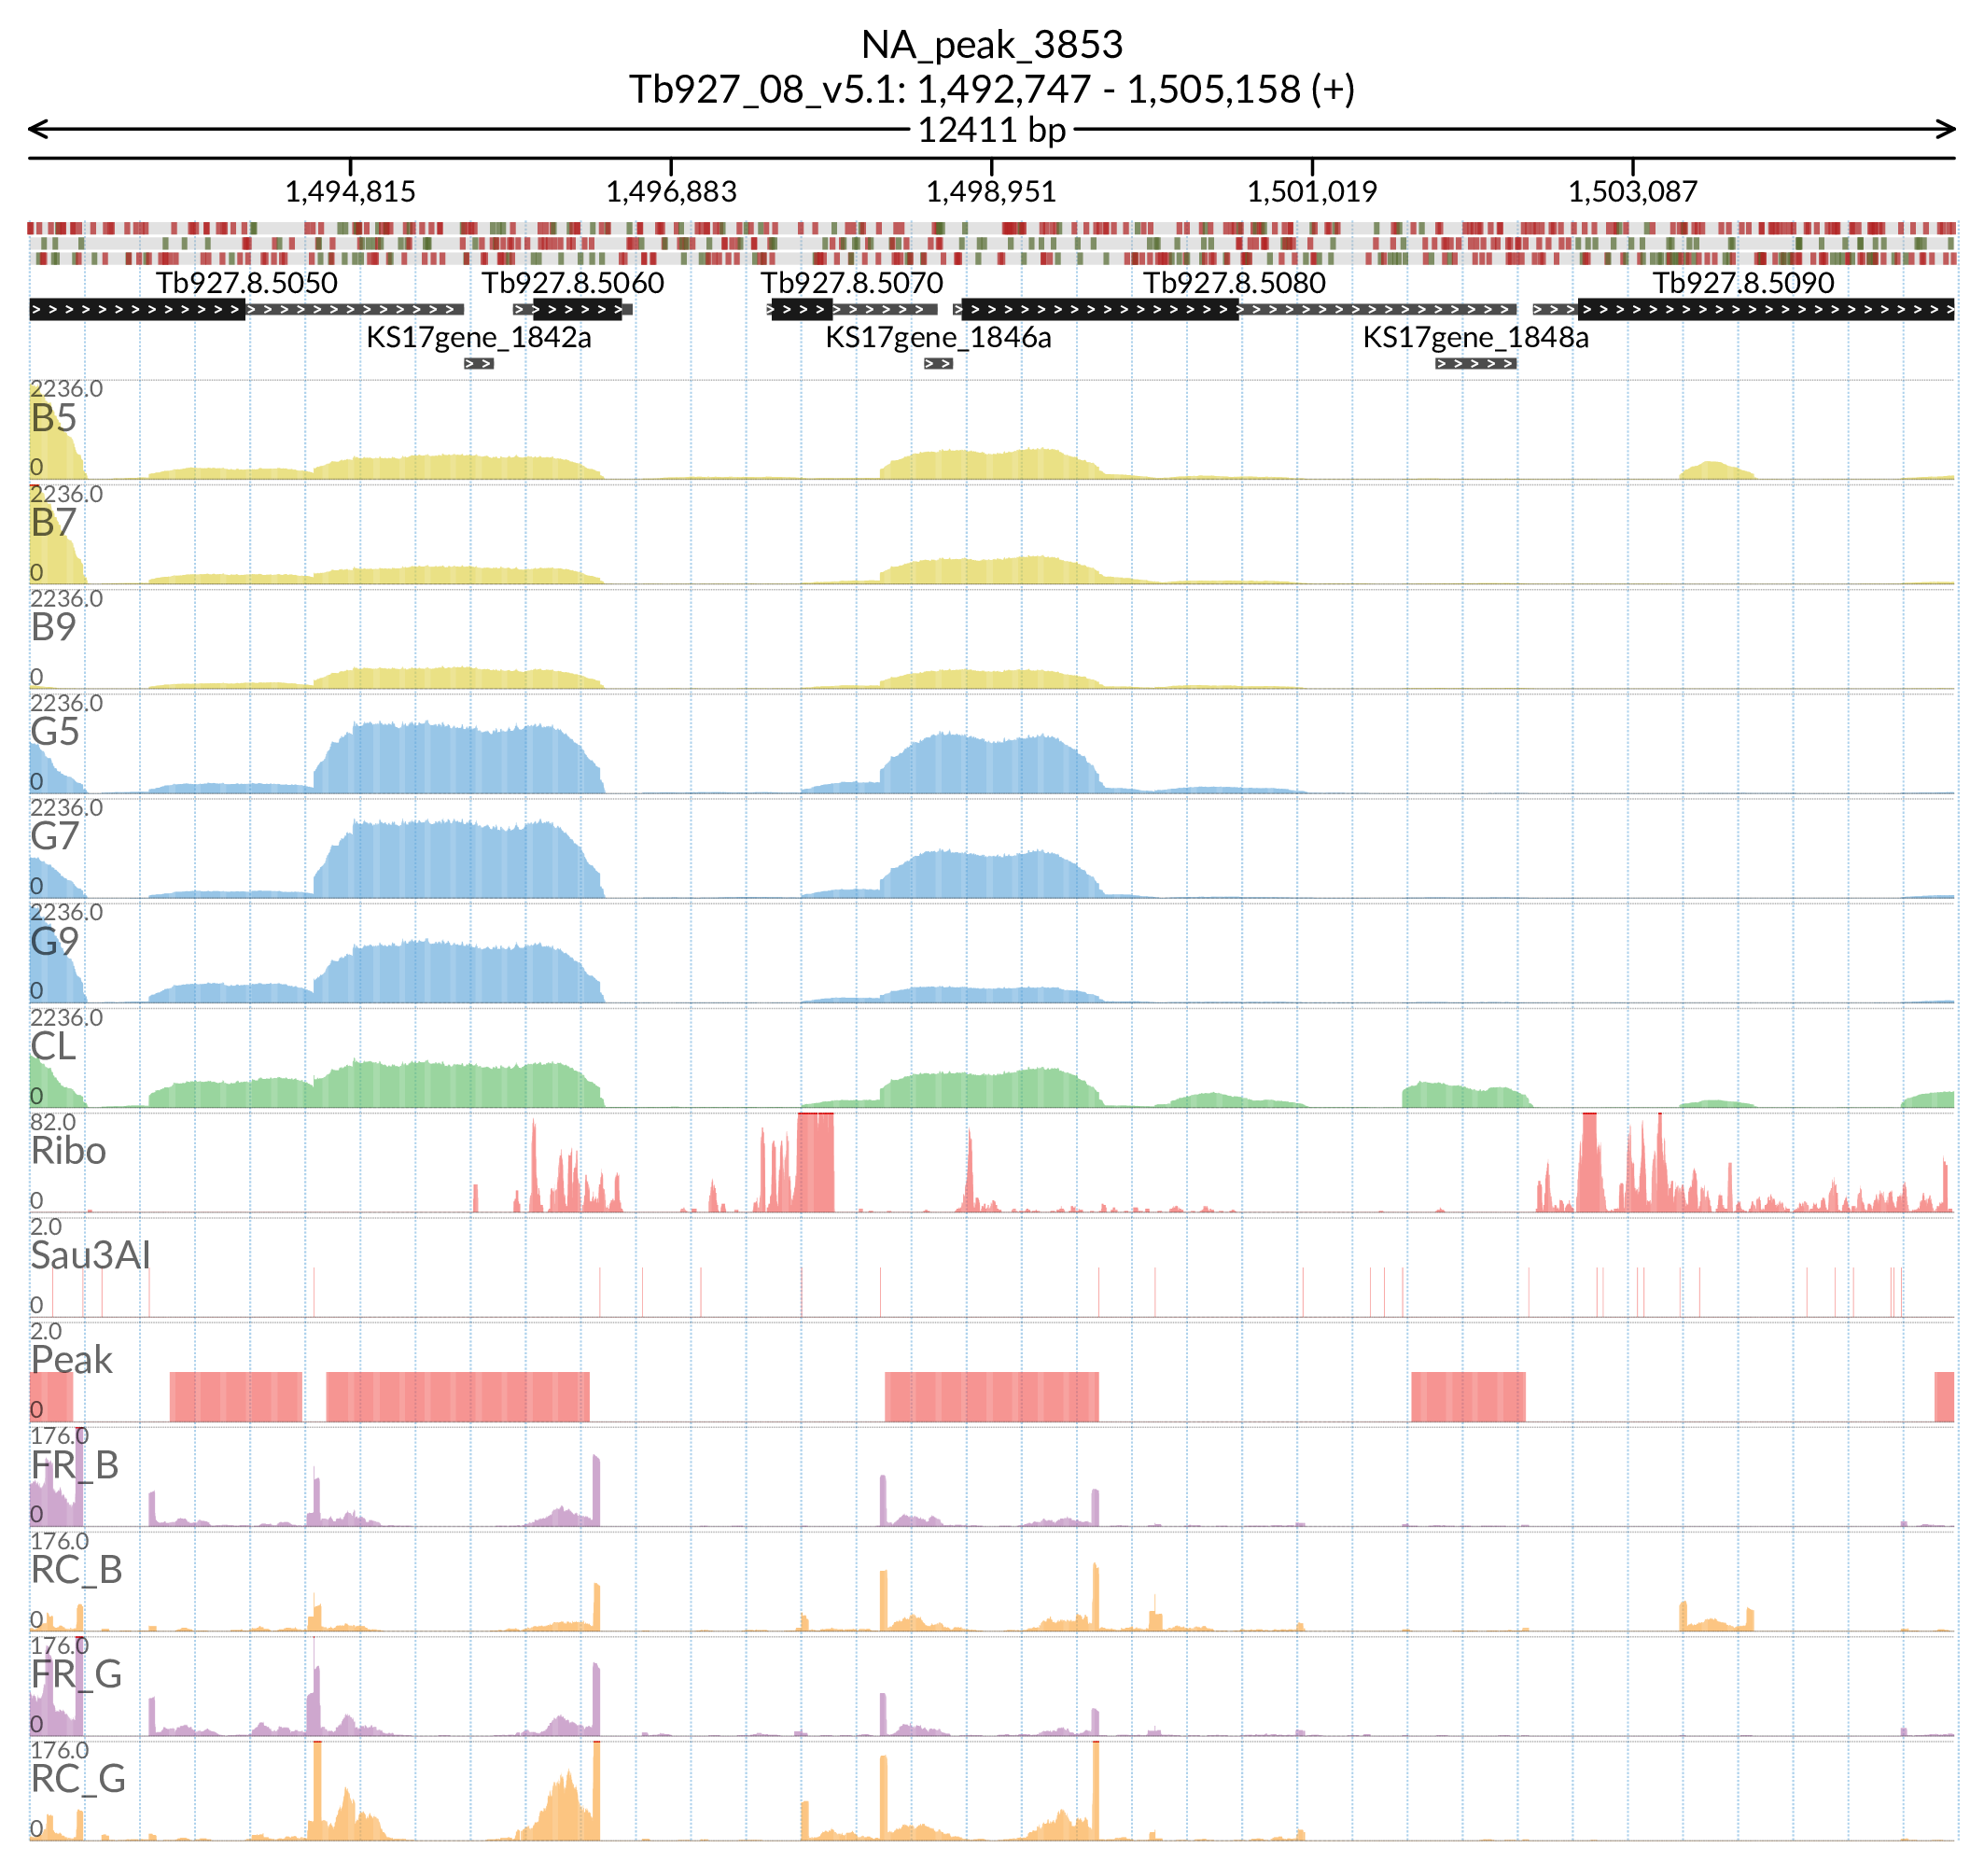 NA_peak_3853
Tb927_08_v5.1: 1,492,747 - 1,505,158 (+)
12411 bp
1,494,815 1,496,883 1,498,951 1,501,019 1,503,087
Tb927.8.5050 Tb927.8.5060 Tb927.8.5070 Tb927.8.5080 Tb927.8.5090
KS17gene_1842a KS17gene_1846a KS17gene_1848a
2236.0
B5
0
2236.0
B7
0
2236.0
B9
0
2236.0
G5
0
2236.0
G7
0
2236.0
G9
0
2236.0
CL
0
82.0
Ribo
0
2.0
Sau3AI
0
2.0
Peak
0
176.0
FR_B
0
176.0
RC_B
0
176.0
FR_G
0
176.0
RC_G
0